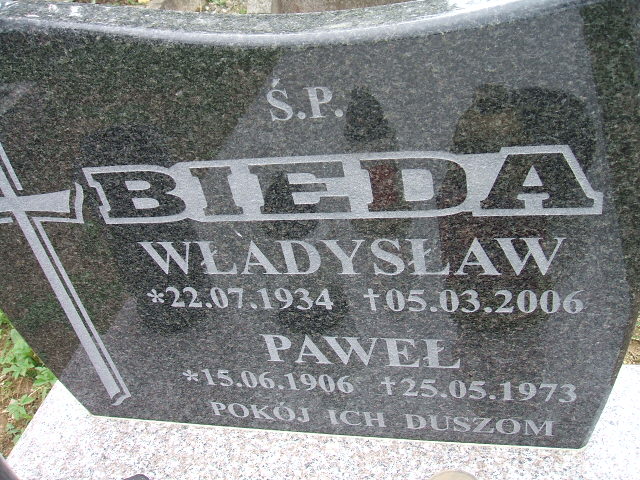 Ś.P.
BIEDA
WŁADYSŁAW
*22.07.1934 †05.03.2006
PAWEŁ
*15.06.1906 †25.05.1973
POKÓJ ICH DUSZOM